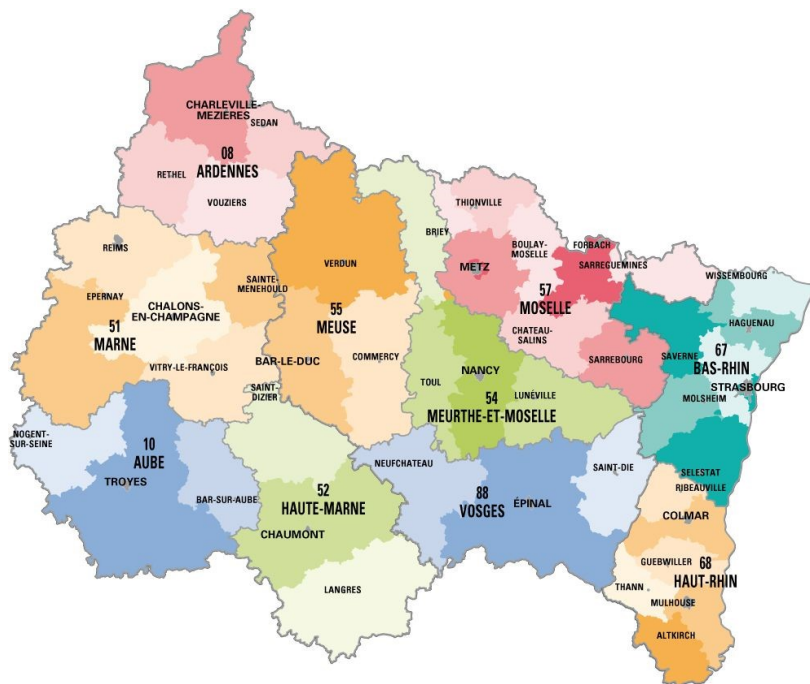 CHARLEVILLE-
MEZIÈRES
SEDAN
08
ARDENNES
RETHEL
VOUZIERS
REIMS
EPERNAY
CHALONS-
EN-CHAMPAGNE
SAINTE-
MENEHOULD
51
MARNE
VITRY-LE-FRANÇOIS
VERDUN
55
MEUSE
BAR-LE-DUC
COMMERCY
SAINT-
DIZIER
BRIEY
THIONVILLE
METZ
BOULAY-
MOSELLE
FORBACH
SARREGUEMINES
57
MOSELLE
CHATEAU-
SALINS
SARREBOURG
WISSEMBOURG
HAGUENAU
SAVERNE
67
BAS-RHIN
STRASBOURG
MOLSHEIM
SELESTAT
TOUL
NANCY
LUNÉVILLE
54
MEURTHE-ET-MOSELLE
NOGENT-
SUR-SEINE
10
AUBE
TROYES
BAR-SUR-AUBE
52
HAUTE-MARNE
CHAUMONT
LANGRES
NEUFCHATEAU
88
VOSGES
ÉPINAL
SAINT-DIE
RIBEAUVILLE
COLMAR
GUEBWILLER
68
HAUT-RHIN
THANN
MULHOUSE
ALTKIRCH